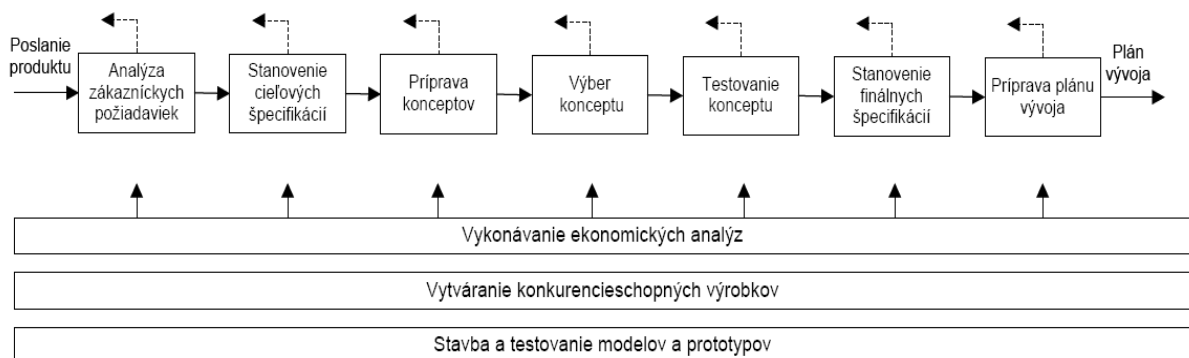 Poslanie
produktu
Analýza
zákazníckych
požiadaviek
Stanovenie
cieľových
špecifikácií
Príprava
konceptov
Výber
konceptu
Testovanie
konceptu
Stanovenie
finálnych
špecifikácií
Príprava plánu
vývoja
Plán
vývoja
Vykonávanie ekonomických analýz
Vytváranie konkurencieschopných výrobkov
Stavba a testovanie modelov a prototypov